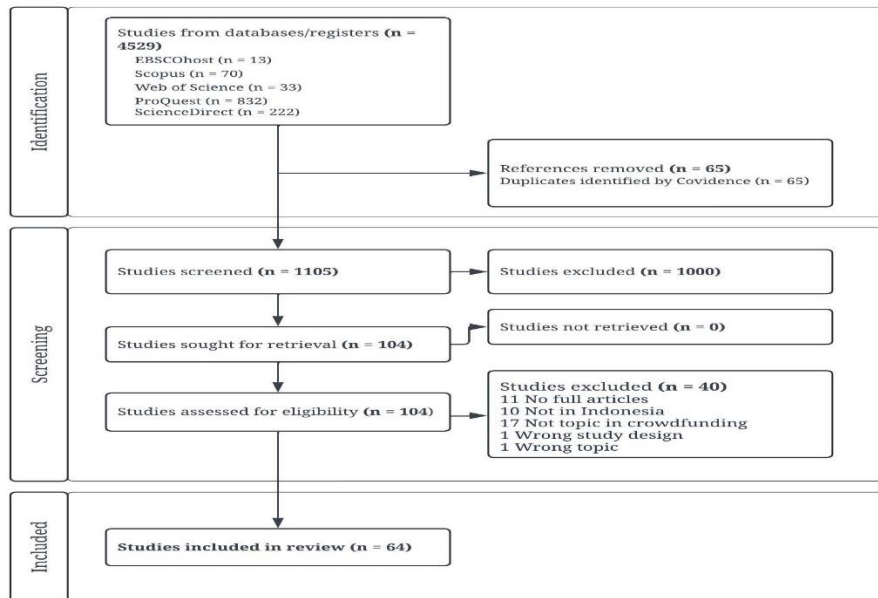 Identification
Studies from databases/registers (n =
4529)
EBSCOhost (n = 13)
Scopus (n = 70)
Web of Science (n = 33)
ProQuest (n = 832)
ScienceDirect (n = 222)
References removed (n = 65)
Duplicates identified by Covidence (n = 65)
Screening
Studies screened (n = 1105)
Studies excluded (n = 1000)
Studies sought for retrieval (n = 104)
Studies not retrieved (n = 0)
Studies assessed for eligibility (n = 104)
Studies excluded (n = 40)
11 No full articles
10 Not in Indonesia
17 Not topic in crowdfunding
1 Wrong study design
1 Wrong topic
Included
Studies included in review (n = 64)